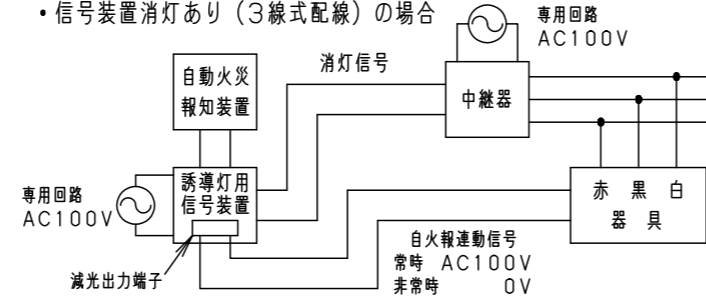 ・信号装置消灯あり（３線式配線）の場合
専用回路
AC100V
消灯信号
自動火災
報知装置
中継器
誘導灯用
信号装置
専用回路
AC100V
赤 黒 白
器 具
自火報連動信号
常時 AC100V
非常時 0V
減光出力端子